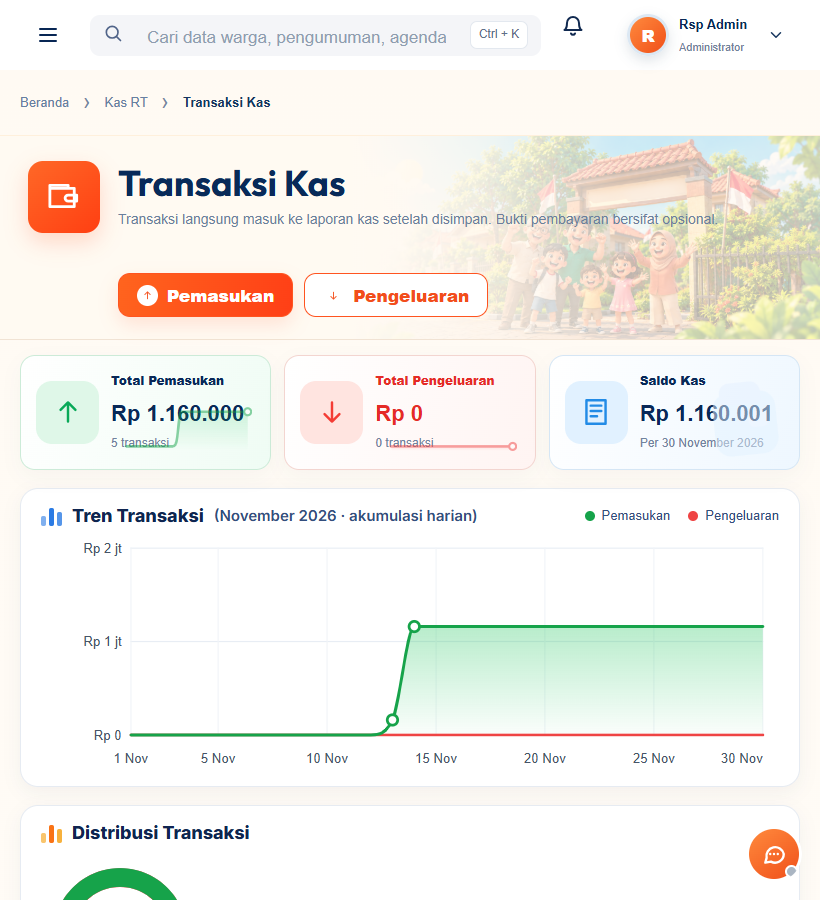 Cari data warga, pengumuman, agenda
Ctrl + K
R
Rsp Admin
Administrator
Beranda › Kas RT › Transaksi Kas
Transaksi Kas
Transaksi langsung masuk ke laporan kas setelah disimpan. Bukti pembayaran bersifat opsional.
Pemasukan
Pengeluaran
Total Pemasukan
Rp 1.160.000
5 transaksi
Total Pengeluaran
Rp 0
0 transaksi
Saldo Kas
Rp 1.160.001
Per 30 November 2026
Tren Transaksi (November 2026 · akumulasi harian)
Pemasukan
Pengeluaran
Rp 2 jt
Rp 1 jt
Rp 0
1 Nov
5 Nov
10 Nov
15 Nov
20 Nov
25 Nov
30 Nov
Distribusi Transaksi